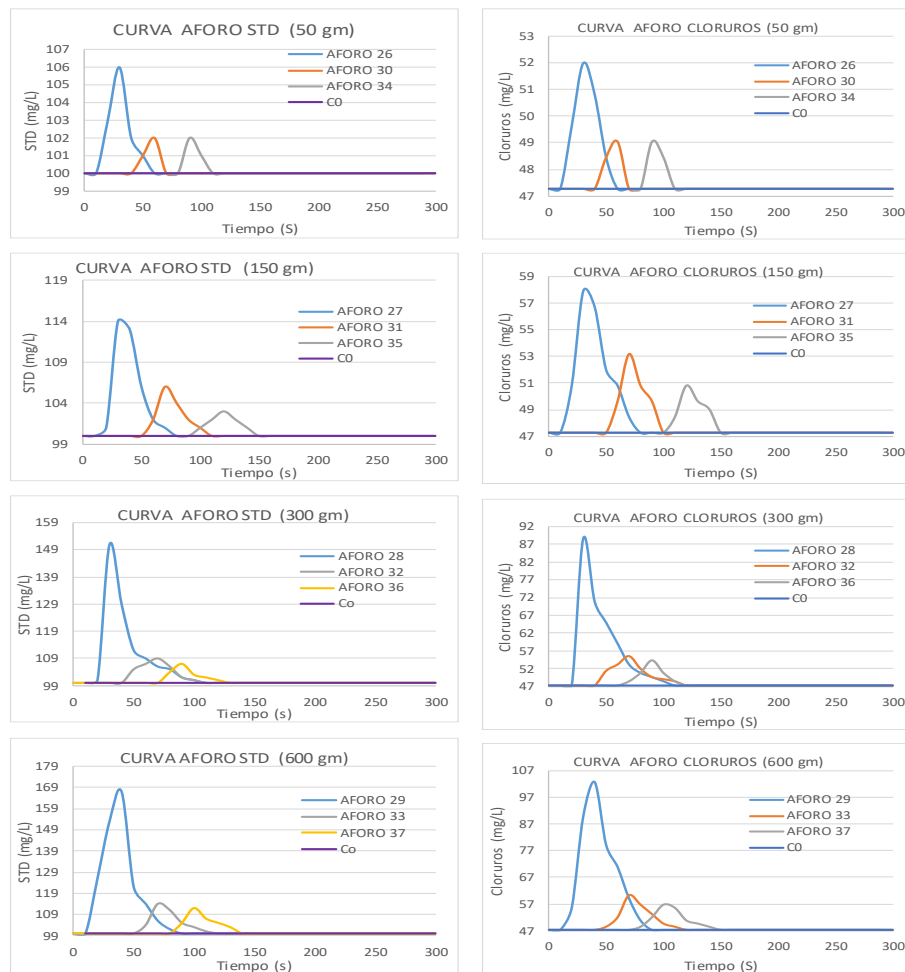 CURVA AFORO STD (50 gm)
STD (mg/L)
107
106
105
104
103
102
101
100
99
0 50 100 150 200 250 300
Tiempo (S)
AFORO 26
AFORO 30
AFORO 34
C0
CURVA AFORO CLORUROS (50 gm)
Cloruros (mg/L)
53
52
51
50
49
48
47
0 50 100 150 200 250 300
Tiempo (S)
AFORO 26
AFORO 30
AFORO 34
C0
CURVA AFORO STD (150 gm)
STD (mg/L)
119
114
109
104
99
0 50 100 150 200 250 300
Tiempo (s)
AFORO 27
AFORO 31
AFORO 35
C0
CURVA AFORO CLORUROS (150 gm)
Cloruros (mg/L)
59
57
55
53
51
49
47
0 50 100 150 200 250 300
Tiempo (S)
AFORO 27
AFORO 31
AFORO 35
C0
CURVA AFORO STD (300 gm)
STD (mg/L)
159
149
139
129
119
109
99
0 50 100 150 200 250 300
Tiempo (s)
AFORO 28
AFORO 32
AFORO 36
Co
CURVA AFORO CLORUROS (300 gm)
Cloruros (mg/L)
92
87
82
77
72
67
62
57
52
47
0 50 100 150 200 250 300
Tiempo (S)
AFORO 28
AFORO 32
AFORO 36
C0
CURVA AFORO STD (600 gm)
STD (mg/L)
179
169
159
149
139
129
119
109
99
0 50 100 150 200 250 300
Tiempo (s)
AFORO 29
AFORO 33
AFORO 37
Co
CURVA AFORO CLORUROS (600 gm)
Cloruros (mg/L)
107
97
87
77
67
57
47
0 50 100 150 200 250 300
Tiempo (S)
AFORO 29
AFORO 33
AFORO 37
C0